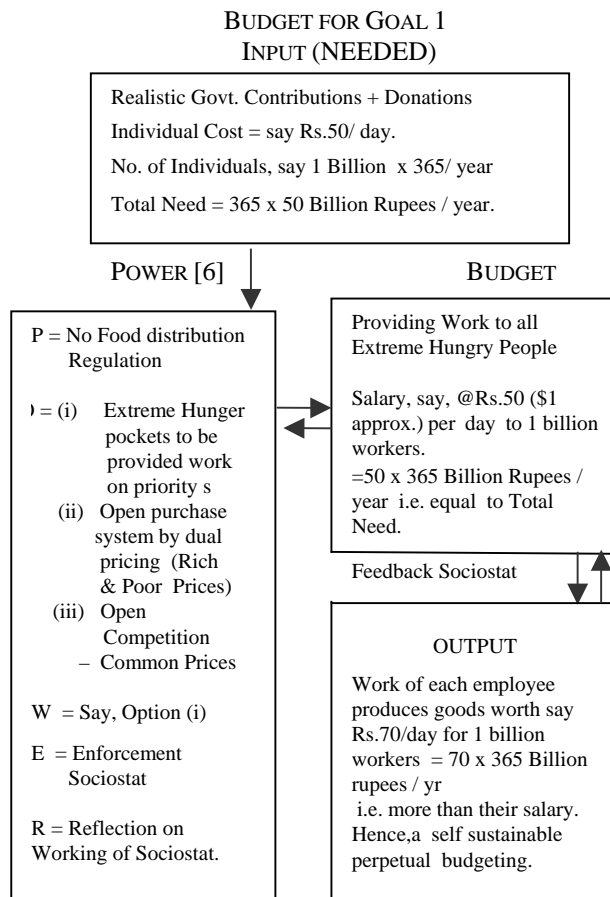 BUDGET FOR GOAL 1
INPUT (NEEDED)
Realistic Govt. Contributions + Donations
Individual Cost = say Rs.50/ day.
No. of Individuals, say 1 Billion x 365/ year
Total Need = 365 x 50 Billion Rupees / year.
POWER [6]
BUDGET
P = No Food distribution
Regulation
= (i) Extreme Hunger
pockets to be
provided work
on priority s
(ii) Open purchase
system by dual
pricing (Rich
& Poor Prices)
(iii) Open
Competition
– Common Prices
W = Say, Option (i)
E = Enforcement
Sociostat
R = Reflection on
Working of Sociostat.
Providing Work to all
Extreme Hungry People
Salary, say, @Rs.50 ($1
approx.) per day to 1 billion
workers.
=50 x 365 Billion Rupees /
year i.e. equal to Total
Need.
Feedback Sociostat
OUTPUT
Work of each employee
produces goods worth say
Rs.70/day for 1 billion
workers = 70 x 365 Billion
rupees / yr
i.e. more than their salary.
Hence,a self sustainable
perpetual budgeting.